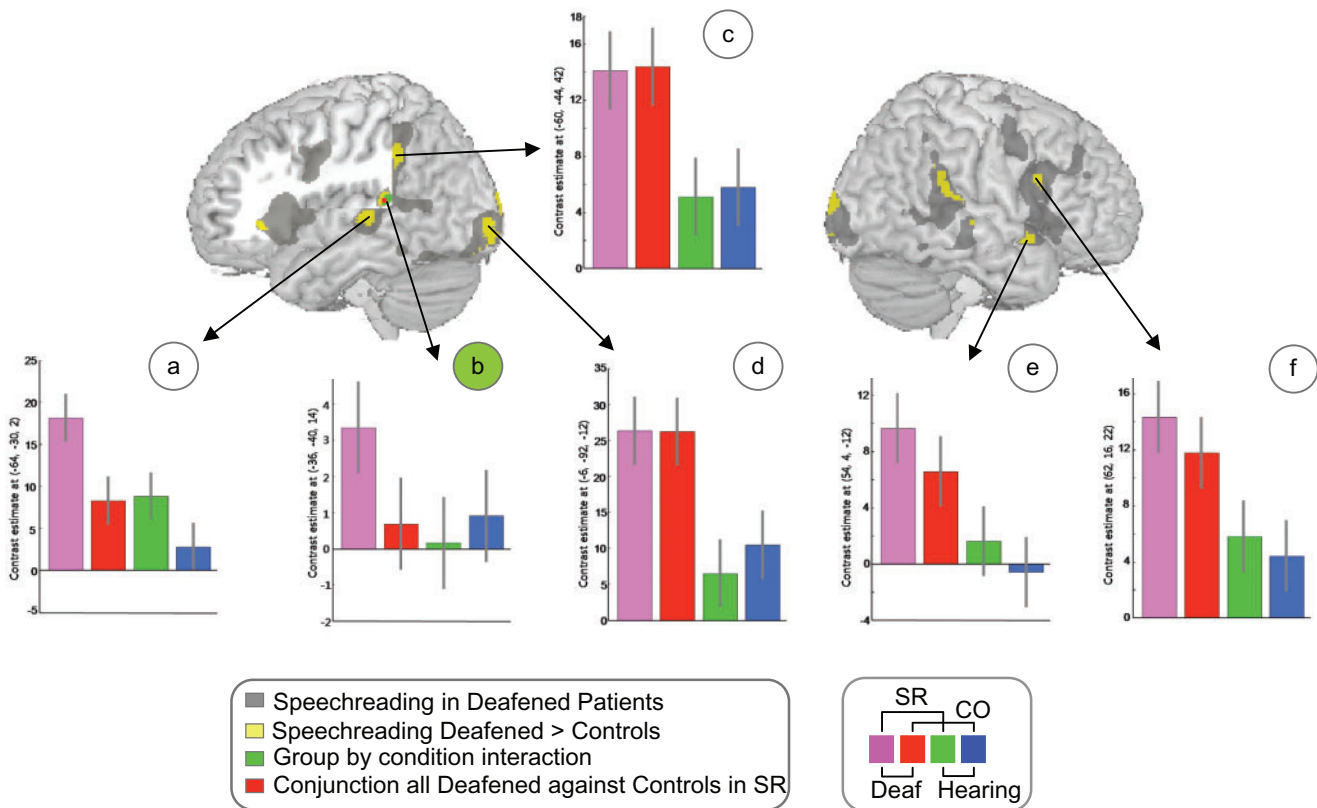 c
18
14
10
6
4
0
Contrast estimate at (-60, -44, 42)
a
25
20
15
10
5
0
-5
Contrast estimate at (-64, -30, 2)
b
4
3
2
1
0
-1
-2
Contrast estimate at (-36, -40, 14)
d
35
30
25
20
15
10
5
0
Contrast estimate at (-6, -92, -12)
e
12
8
4
0
-4
Contrast estimate at (54, 4, -12)
f
16
12
8
4
0
Contrast estimate at (62, 16, 22)
Speechreading in Deafened Patients
Speechreading Deafened > Controls
Group by condition interaction
Conjunction all Deafened against Controls in SR
SR
CO
Deaf Hearing